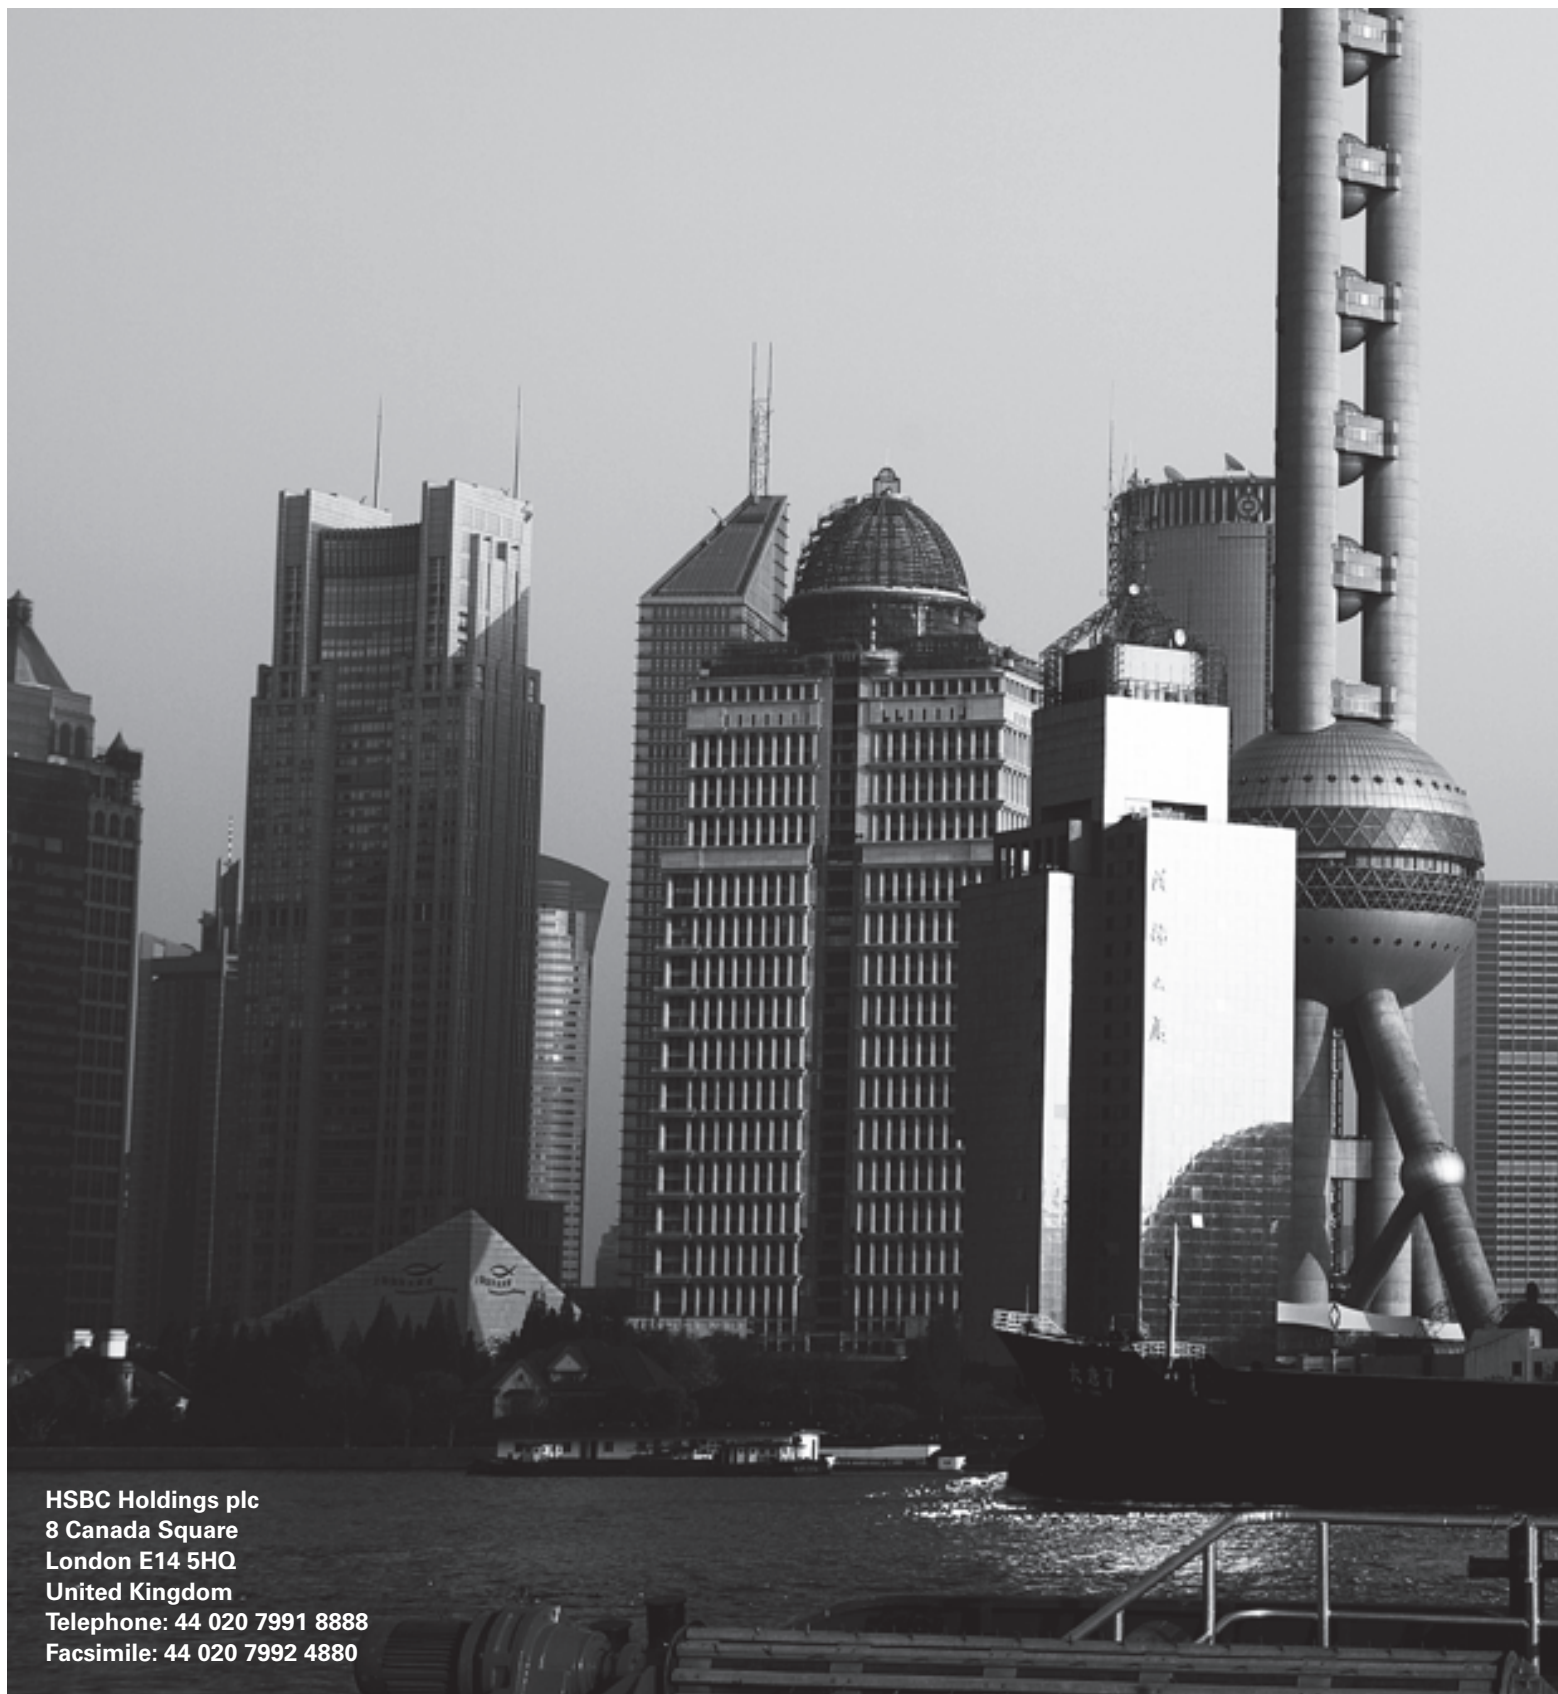 HSBC Holdings plc
8 Canada Square
London E14 5HQ
United Kingdom
Telephone: 44 020 7991 8888
Facsimile: 44 020 7992 4880